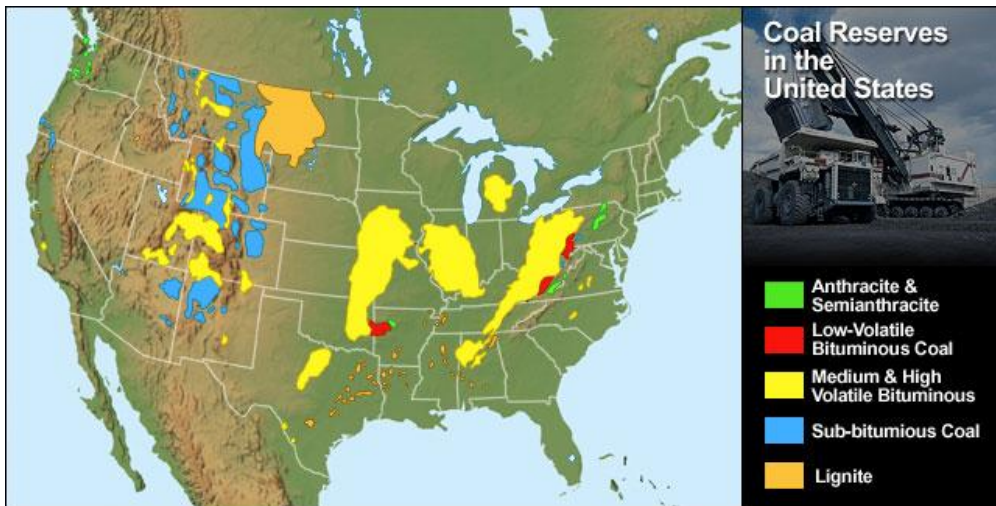 Coal Reserves
in the
United States
Anthracite &
Semianthracite
Low-Volatile
Bituminous Coal
Medium & High
Volatile Bituminous
Sub-bitumious Coal
Lignite